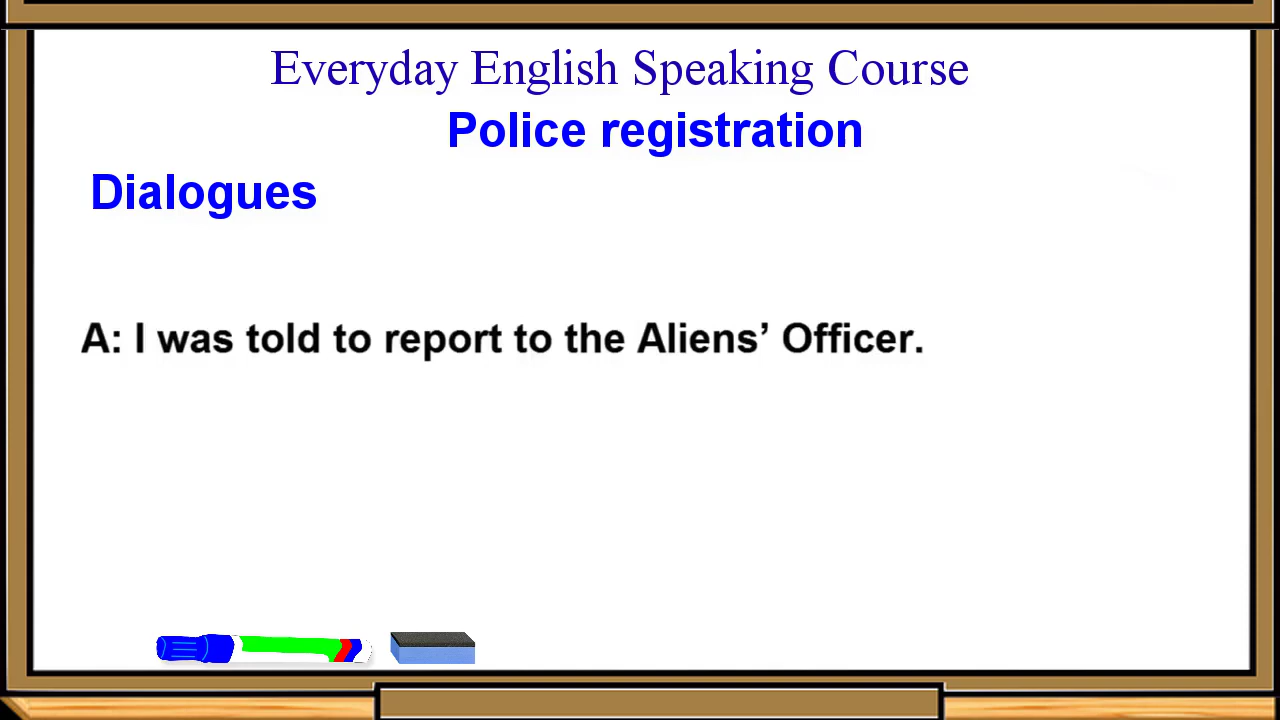 Everyday English Speaking Course
Police registration
Dialogues
A: I was told to report to the Aliens’ Officer.